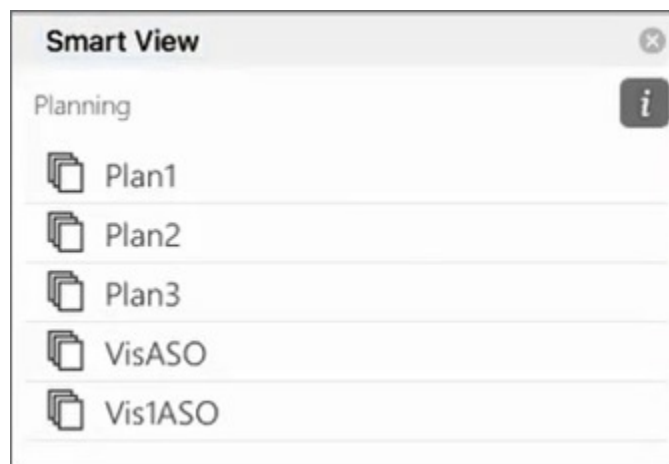 Smart View
Planning
i
Plan1
Plan2
Plan3
VisASO
Vis1ASO